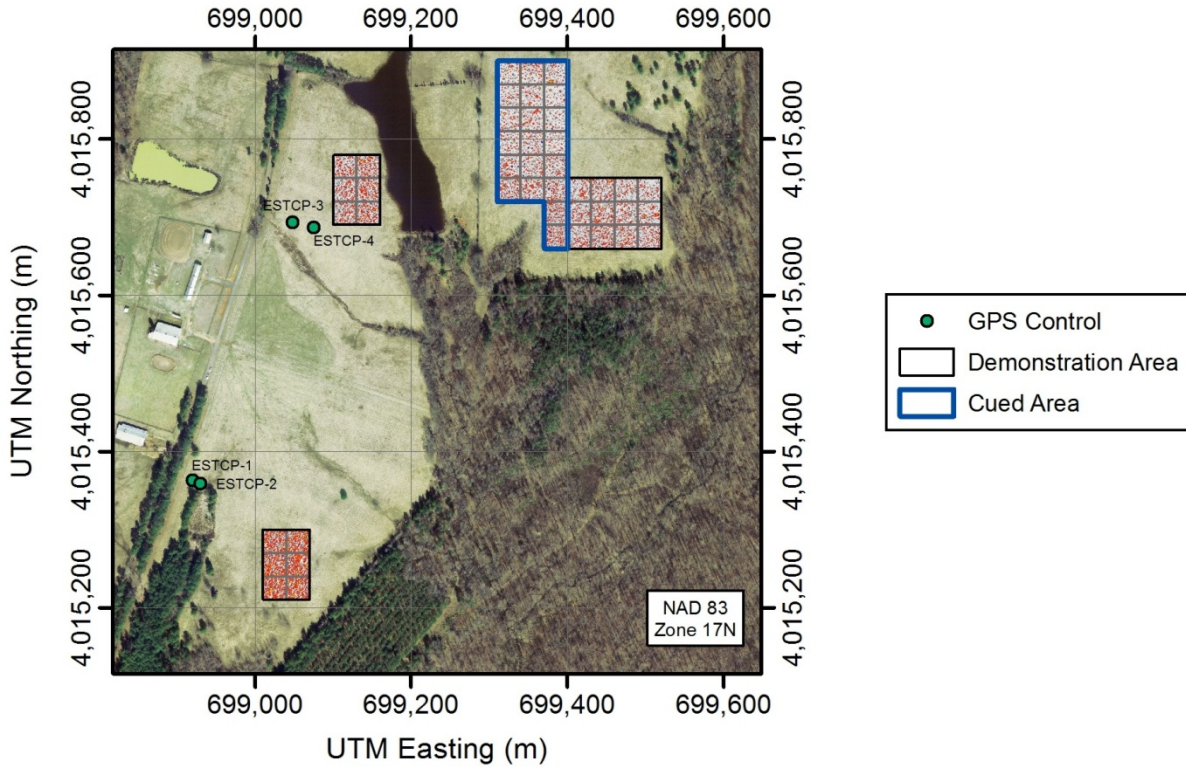 699,000 699,200 699,400 699,600
4,015,800 4,015,800
ESTCP-3
ESTCP-4
4,015,600 4,015,600
GPS Control
Demonstration Area
Cued Area
UTM Northing (m)
4,015,400 4,015,400
ESTCP-1
ESTCP-2
4,015,200 4,015,200
NAD 83
Zone 17N
699,000 699,200 699,400 699,600
UTM Easting (m)